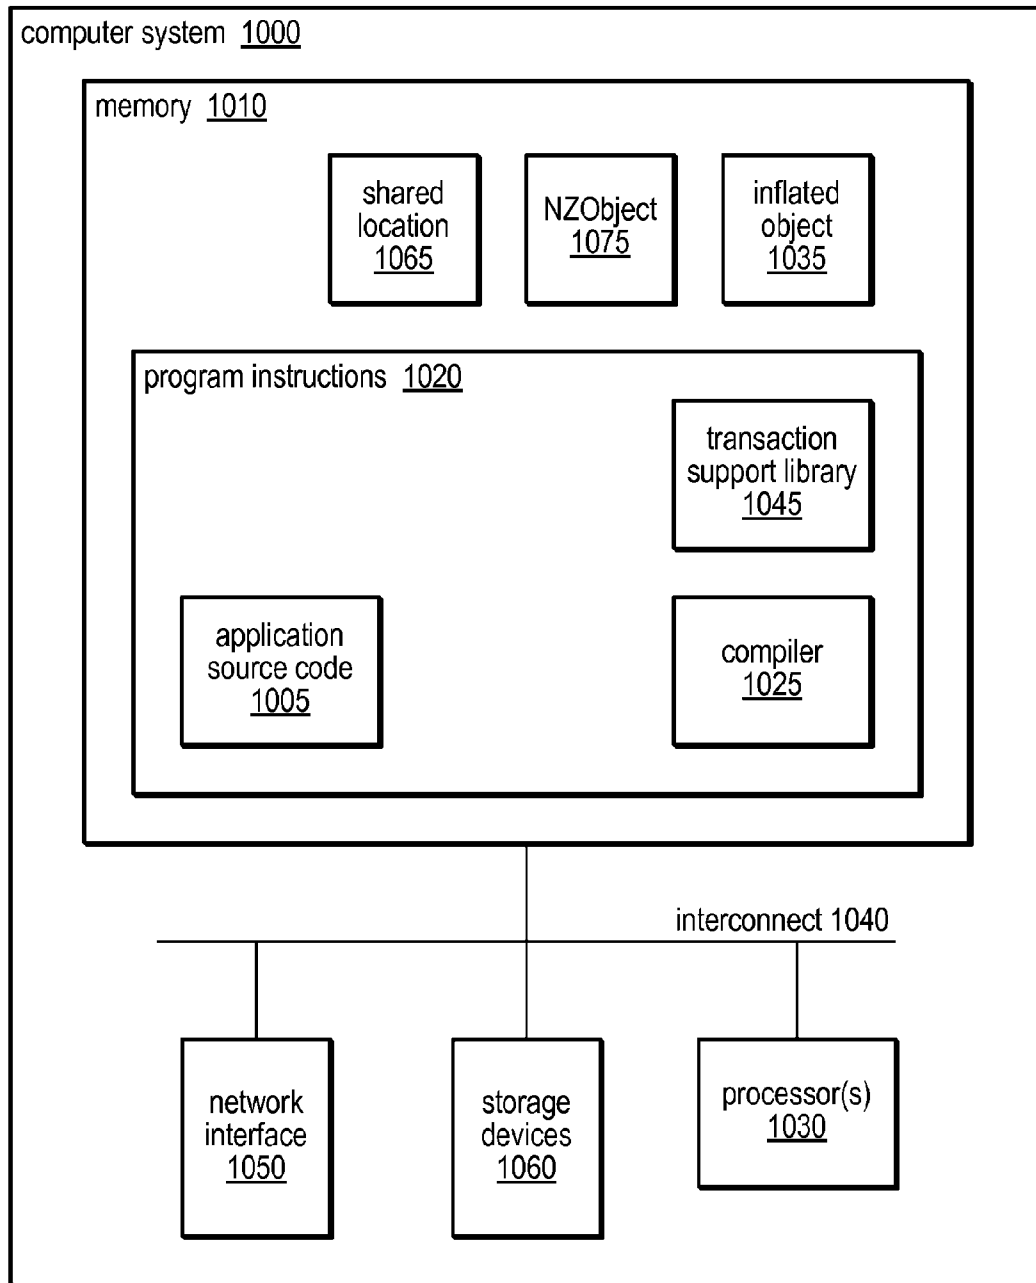 computer system 1000
memory 1010
shared
location
1065
NZObject
1075
inflated
object
1035
program instructions 1020
transaction
support library
1045
application
source code
1005
compiler
1025
interconnect 1040
network
interface
1050
storage
devices
1060
processor(s)
1030